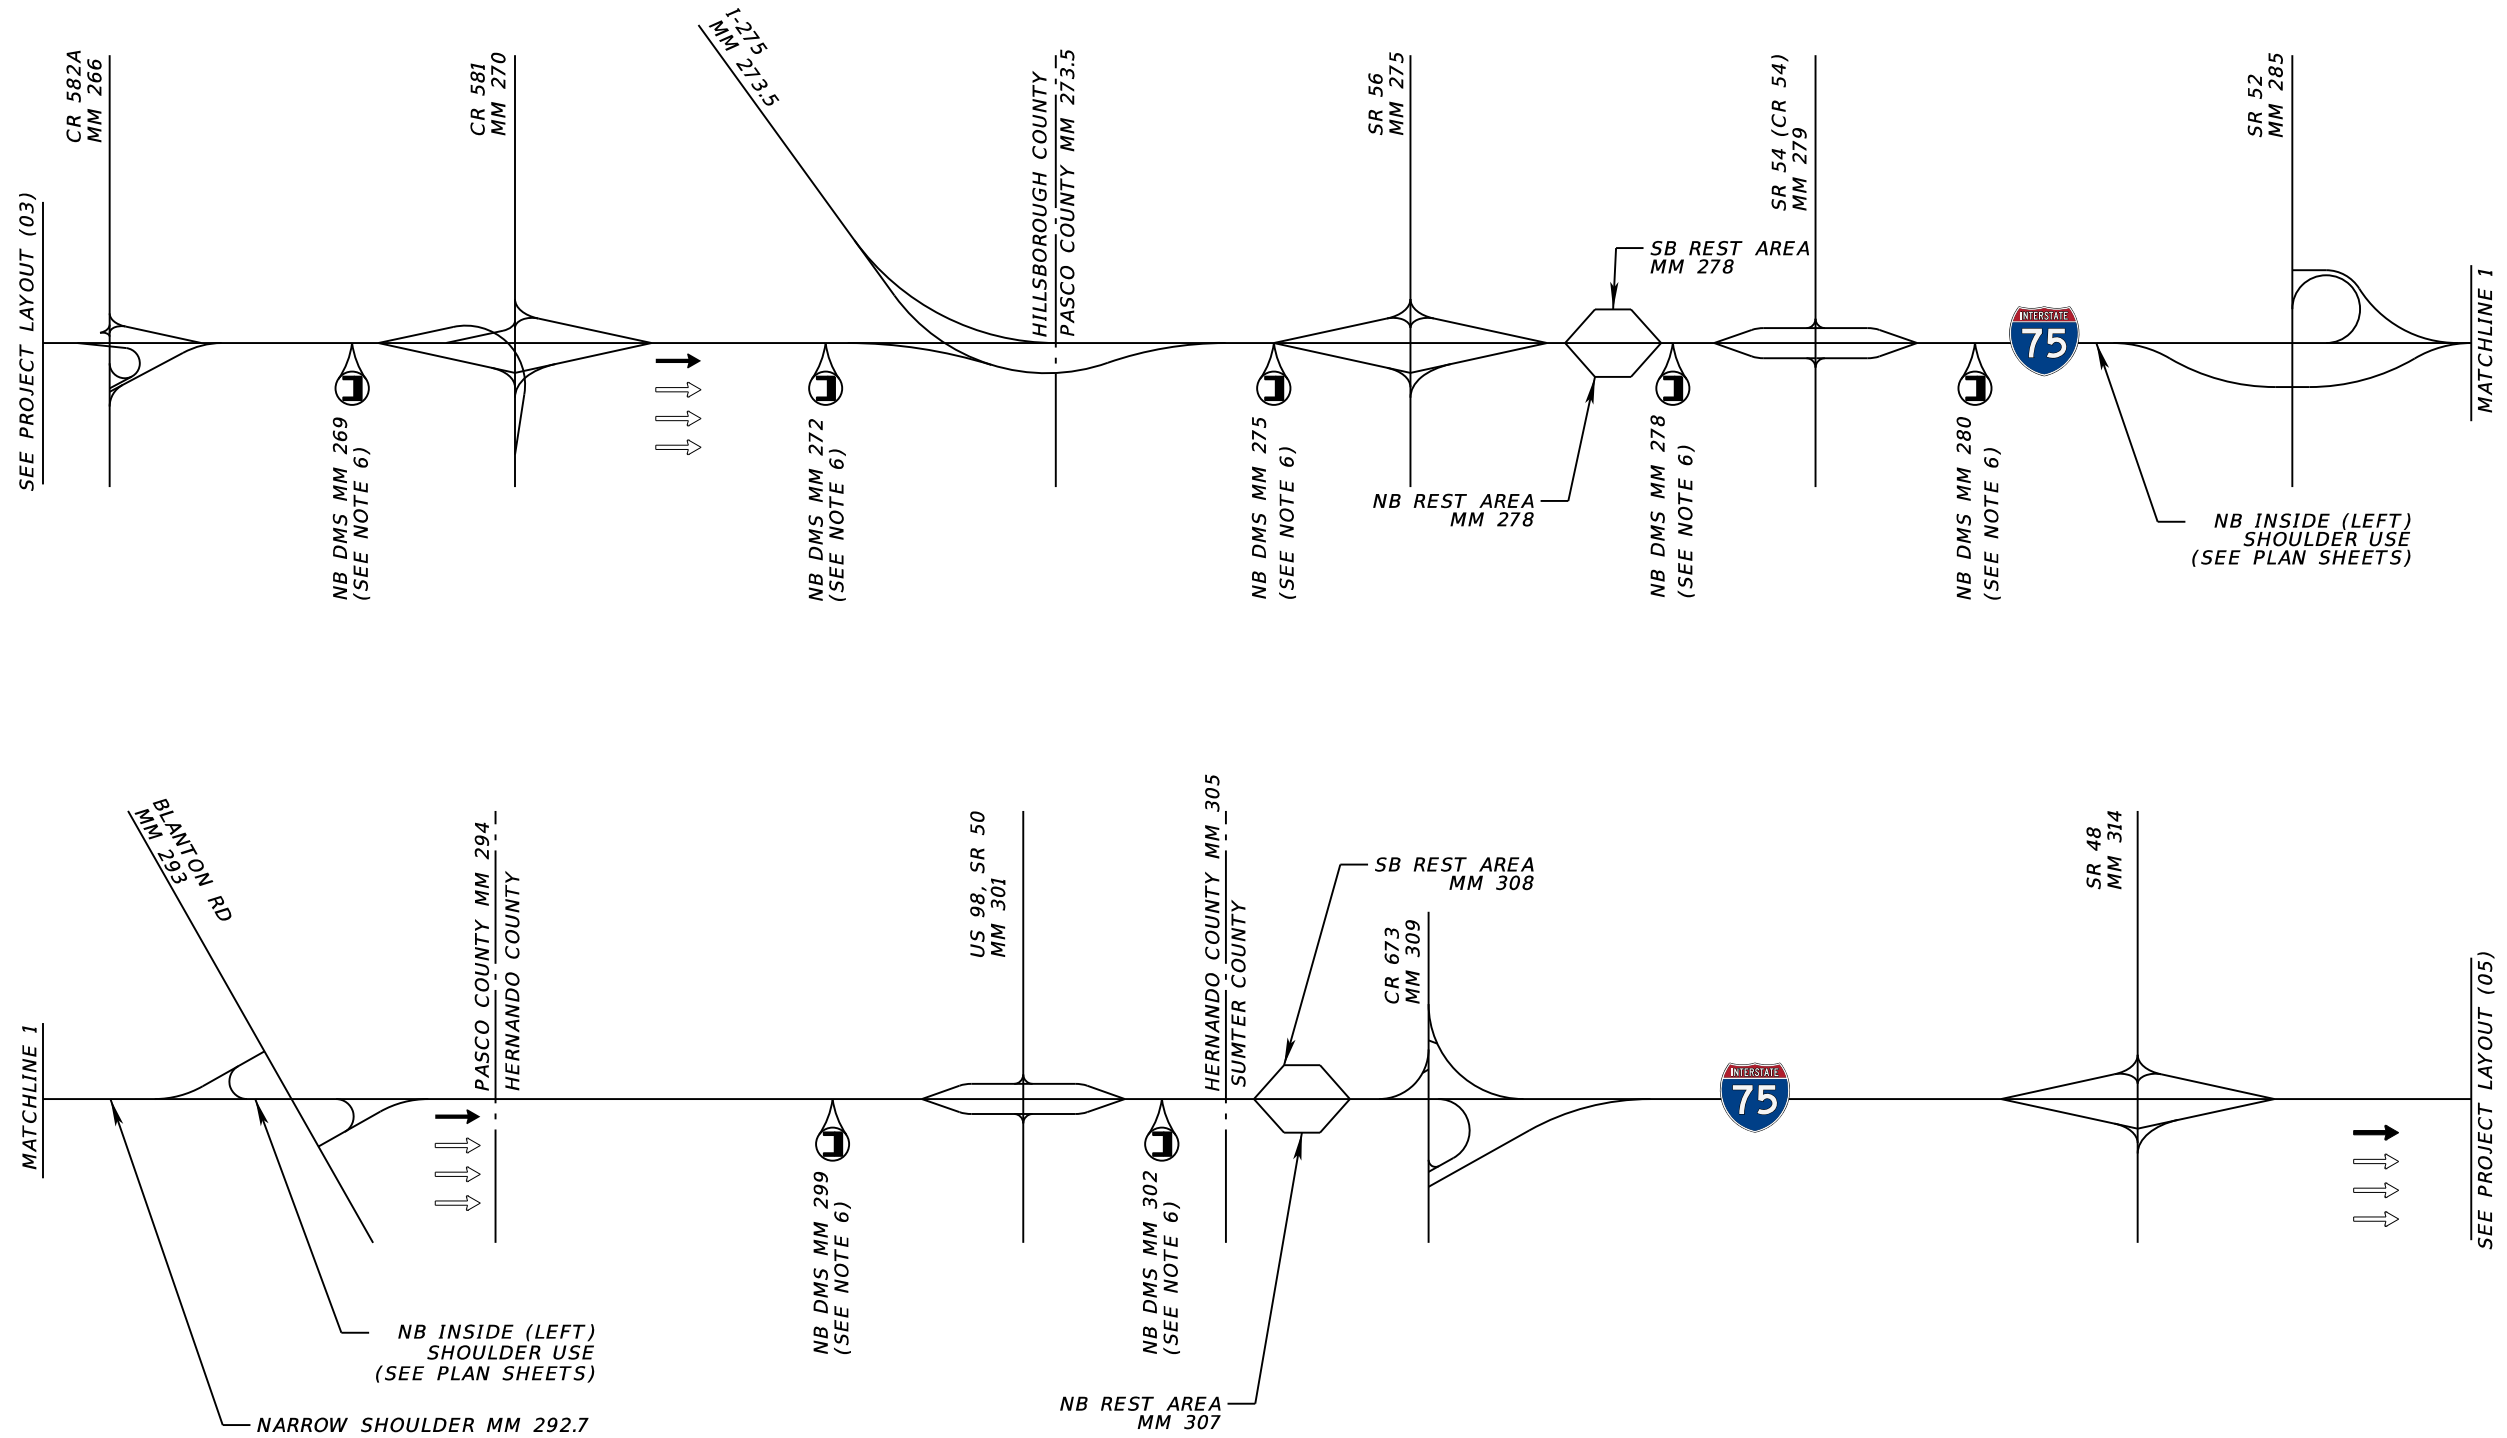 SEE PROJECT LAYOUT (03)
CR 582A
MM 266
NB DMS MM 269
(SEE NOTE 6)
CR 581
MM 270
I-275
MM 273.5
NB DMS MM 272
(SEE NOTE 6)
HILLSBOROUGH COUNTY
PASCO COUNTY MM 273.5
NB DMS MM 275
(SEE NOTE 6)
SR 56
MM 275
SB REST AREA
MM 278
NB REST AREA
MM 278
NB DMS MM 278
(SEE NOTE 6)
SR 54 (CR 54)
MM 279
NB DMS MM 280
(SEE NOTE 6)
INTERSTATE
75
NB INSIDE (LEFT)
SHOULDER USE
(SEE PLAN SHEETS)
SR 52
MM 285
MATCHLINE 1
MATCHLINE 1
BLANTON RD
MM 293
NARROW SHOULDER MM 292.7
NB INSIDE (LEFT)
SHOULDER USE
(SEE PLAN SHEETS)
PASCO COUNTY MM 294
HERNANDO COUNTY
NB DMS MM 299
(SEE NOTE 6)
US 98, SR 50
MM 301
NB DMS MM 302
(SEE NOTE 6)
HERNANDO COUNTY MM 305
SUMTER COUNTY
SB REST AREA
MM 308
NB REST AREA
MM 307
CR 673
MM 309
INTERSTATE
75
SR 48
MM 314
SEE PROJECT LAYOUT (05)